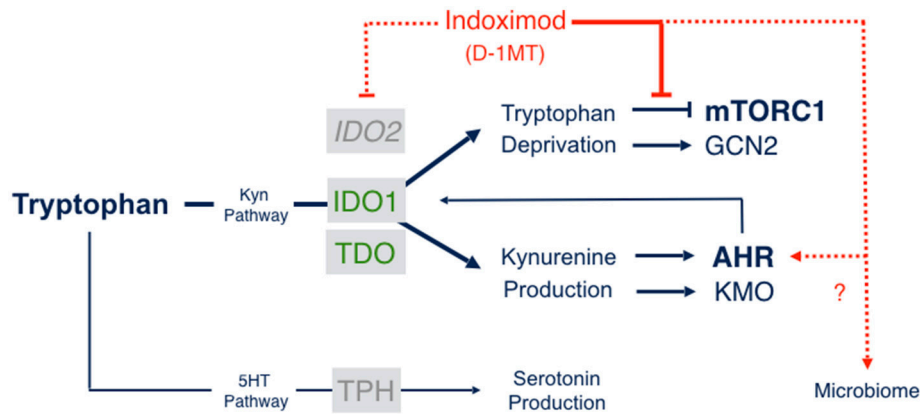 Indoximod
(D-1MT)
IDO2
Tryptophan mTORC1
Deprivation GCN2
Tryptophan
Kyn
Pathway
IDO1
TDO
Kynurenine AHR
Production KMO
?
5HT
Pathway
TPH
Serotonin
Production
Microbiome